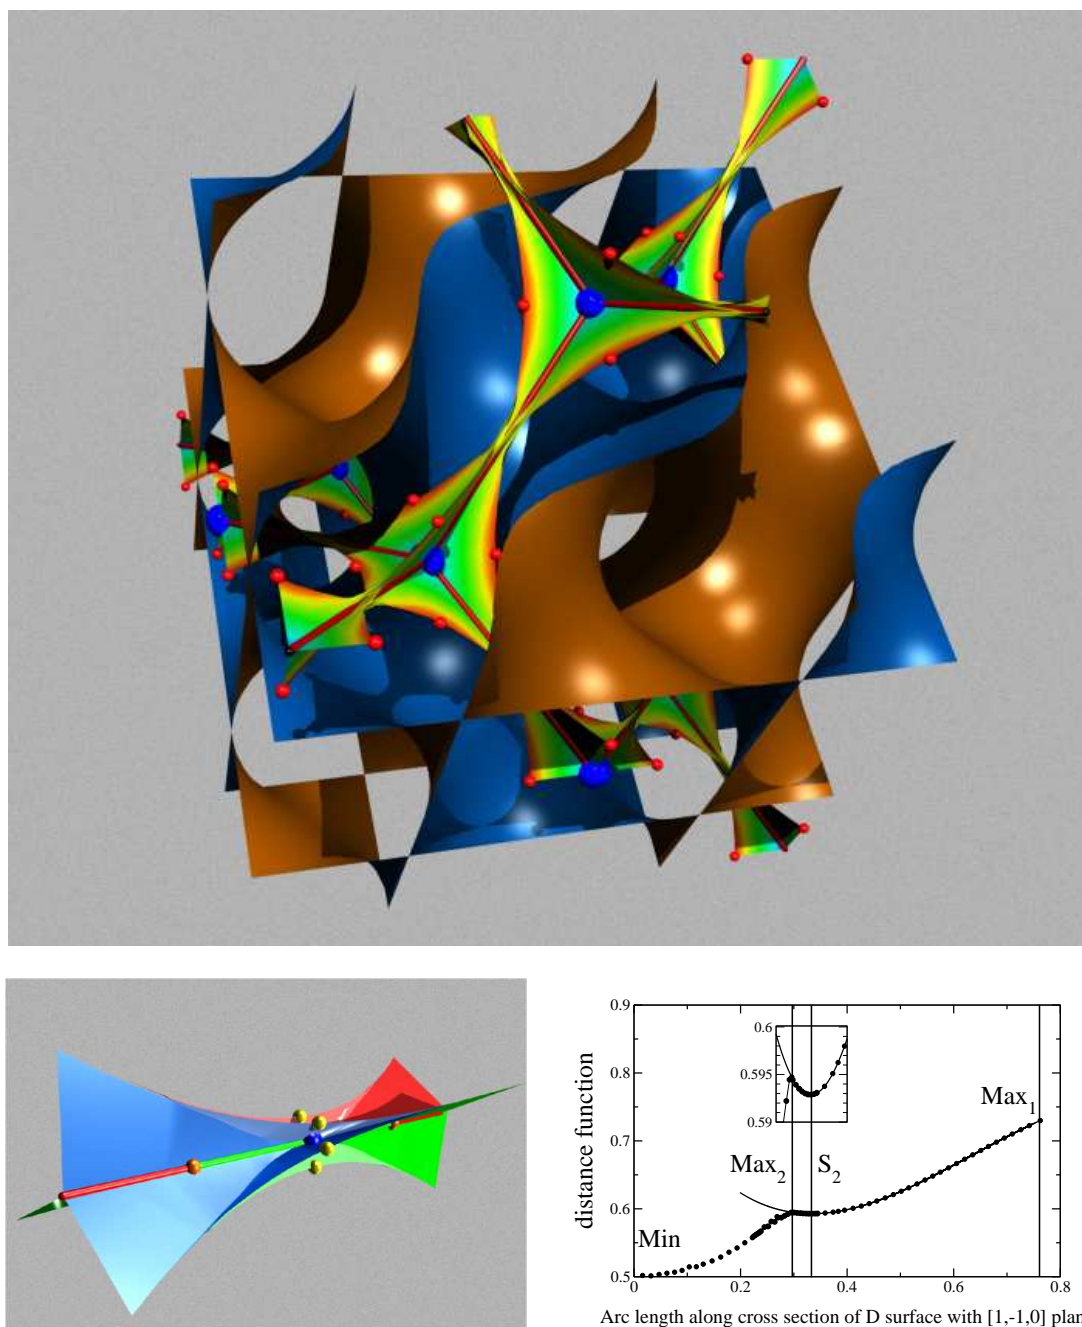 0.9
0.8
0.7
0.6
0.5
distance function
0.6
0.595
0.59
Max1
Max2
S2
Min
0
0.2
0.4
0.6
0.8
Arc length along cross section of D surface with [1,-1,0] plan